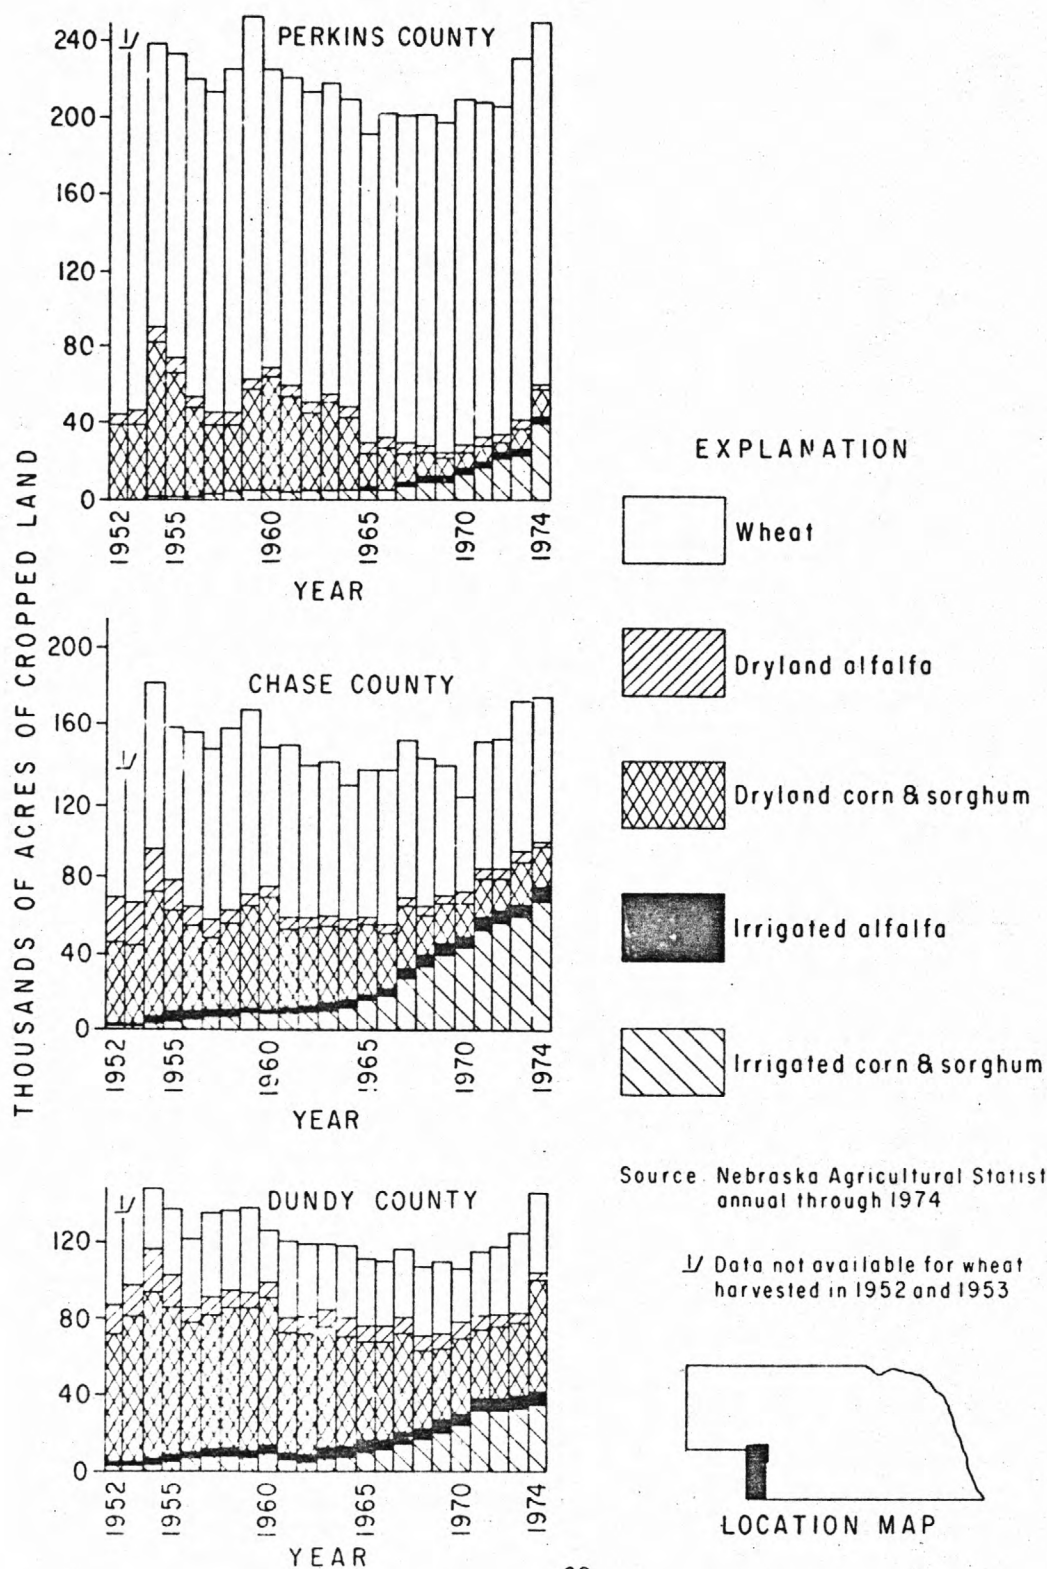 THOUSANDS OF ACRES OF CROPPED LAND
PERKINS COUNTY
1/
240
200
160
120
80
40
0
1952
1955
1960
1965
1970
1974
YEAR
CHASE COUNTY
1/
200
160
120
80
40
0
1952
1955
1960
1965
1970
1974
YEAR
DUNDY COUNTY
1/
120
80
40
0
1952
1955
1960
1965
1970
1974
YEAR
EXPLANATION
Wheat
Dryland alfalfa
Dryland corn & sorghum
Irrigated alfalfa
Irrigated corn & sorghum
Source Nebraska Agricultural Statist
annual through 1974
1/ Data not available for wheat
harvested in 1952 and 1953
LOCATION MAP